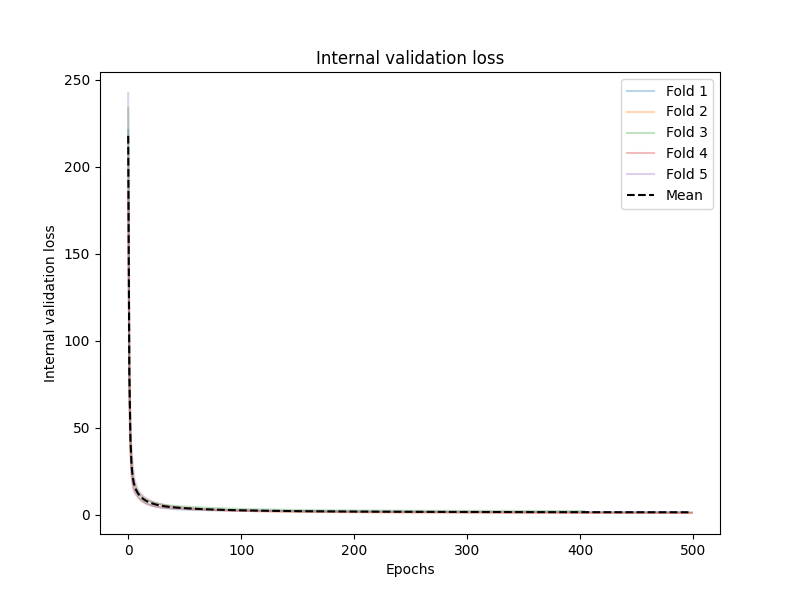 Internal validation loss
250
200
150
100
50
0
Internal validation loss
Fold 1
Fold 2
Fold 3
Fold 4
Fold 5
Mean
0 100 200 300 400 500
Epochs